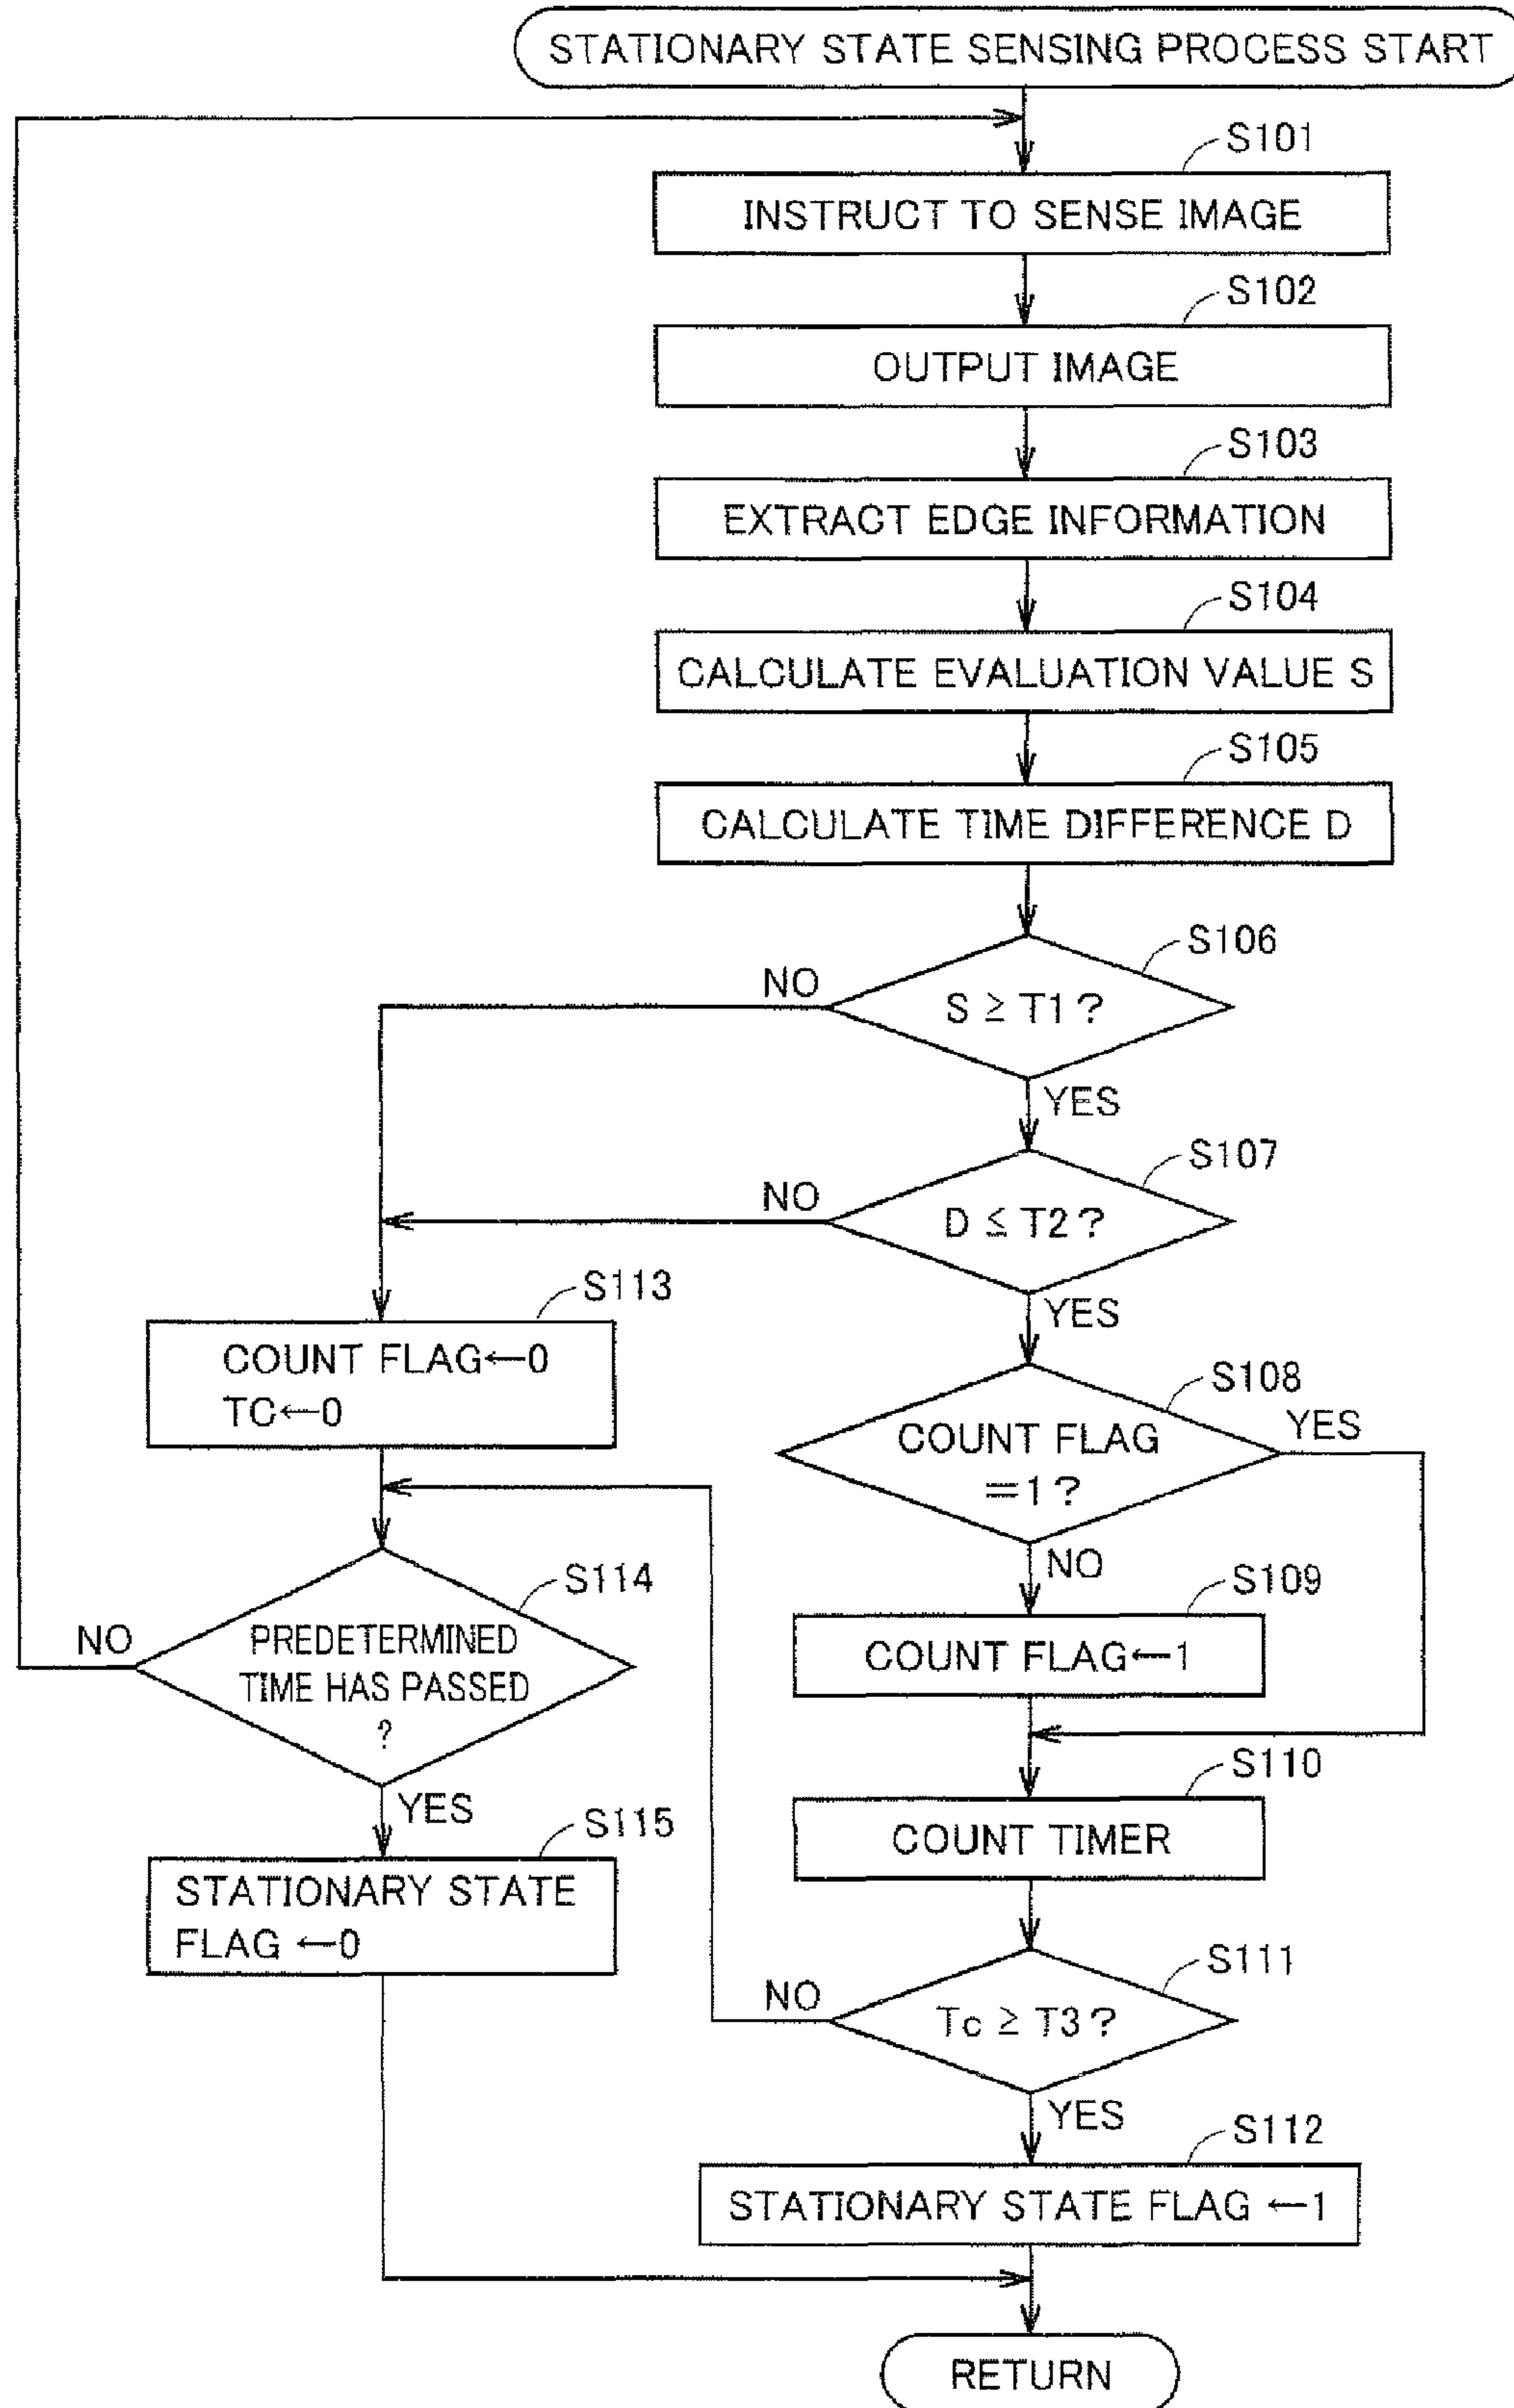 STATIONARY STATE SENSING PROCESS START
S101
INSTRUCT TO SENSE IMAGE
S102
OUTPUT IMAGE
S103
EXTRACT EDGE INFORMATION
S104
CALCULATE EVALUATION VALUE S
S105
CALCULATE TIME DIFFERENCE D
S106
NO
S ≧ T1?
YES
S107
NO
D ≦ T2?
YES
S113
COUNT FLAG←0
TC←0
S108
COUNT FLAG
=1?
YES
NO
S114
NO
PREDETERMINED
TIME HAS PASSED
?
YES
S109
COUNT FLAG←1
S110
COUNT TIMER
S115
STATIONARY STATE
FLAG ←0
S111
NO
Tc ≧ T3?
YES
S112
STATIONARY STATE FLAG ←1
RETURN